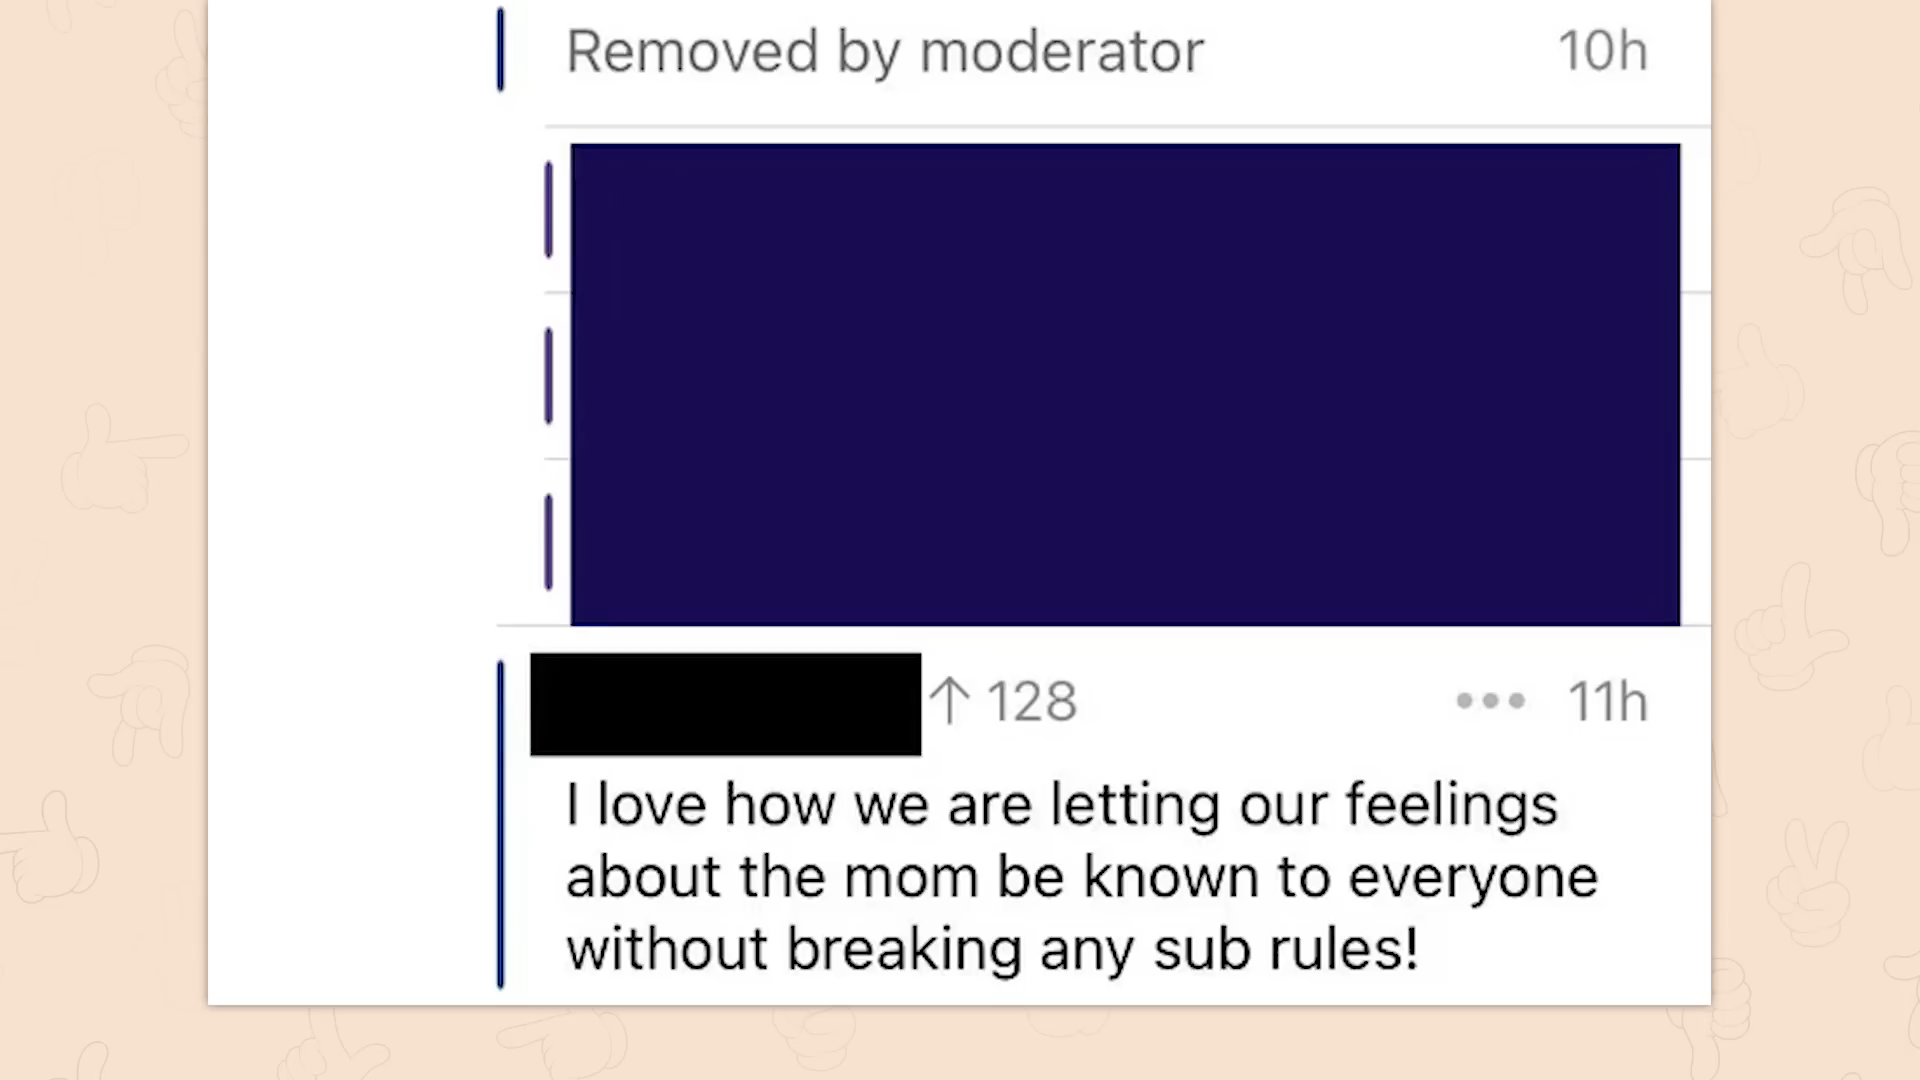 Removed by moderator 10h
↑ 128 ••• 11h
I love how we are letting our feelings
about the mom be known to everyone
without breaking any sub rules!